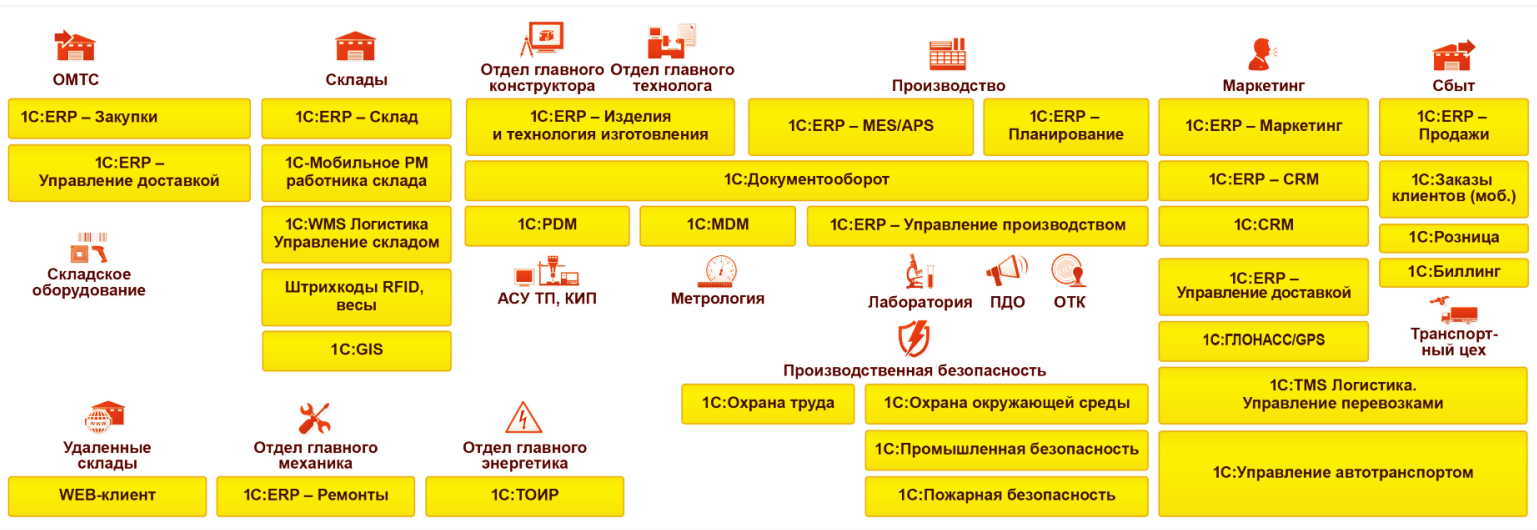 ОМТС
1С:ERP – Закупки
1С:ERP –
Управление доставкой
Складское
оборудование
Склады
1С:ERP – Склад
1С-Мобильное РМ
работника склада
1С:WMS Логистика
Управление складом
Штрихкоды RFID,
весы
1С:GIS
Отдел главного
конструктора
Отдел главного
технолога
1С:ERP – Изделия
и технология изготовления
Производство
1С:ERP – MES/APS
1С:ERP –
Планирование
1С:Документооборот
1С:PDM
1С:MDM
1С:ERP – Управление производством
АСУ ТП, КИП
Метрология
Лаборатория
ПДО
ОТК
Производственная безопасность
1С:Охрана труда
1С:Охрана окружающей среды
1С:Промышленная безопасность
1С:Пожарная безопасность
Маркетинг
1С:ERP – Маркетинг
1С:ERP – CRM
1С:CRM
1С:ERP –
Управление доставкой
1С:ГЛОНАСС/GPS
Сбыт
1С:ERP –
Продажи
1С:Заказы
клиентов (моб.)
1С:Розница
1С:Биллинг
Транспорт-
ный цех
1С:TMS Логистика.
Управление перевозками
1С:Управление автотранспортом
www
Удаленные
склады
WEB-клиент
Отдел главного
механика
1С:ERP – Ремонты
Отдел главного
энергетика
1С:ТОИР